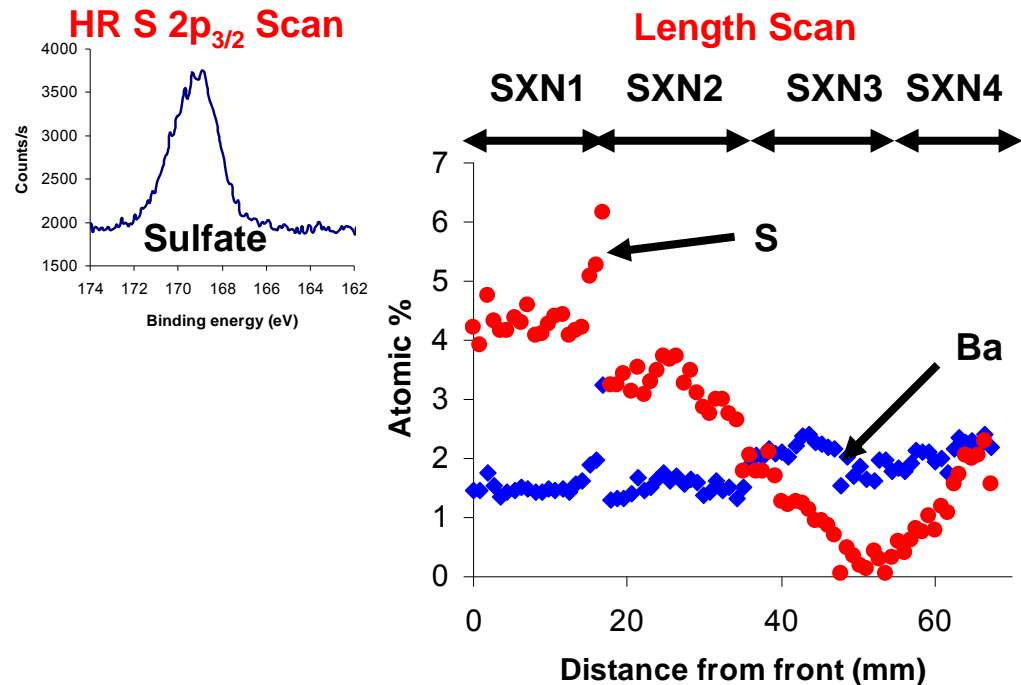 HR S 2p3/2 Scan
4000
3500
3000
2500
2000
1500
Counts/s
Sulfate
174 172 170 168 166 164 162
Binding energy (eV)
Length Scan
SXN1 SXN2 SXN3 SXN4
7
6
5
4
3
2
1
0
Atomic %
S
Ba
0 20 40 60
Distance from front (mm)